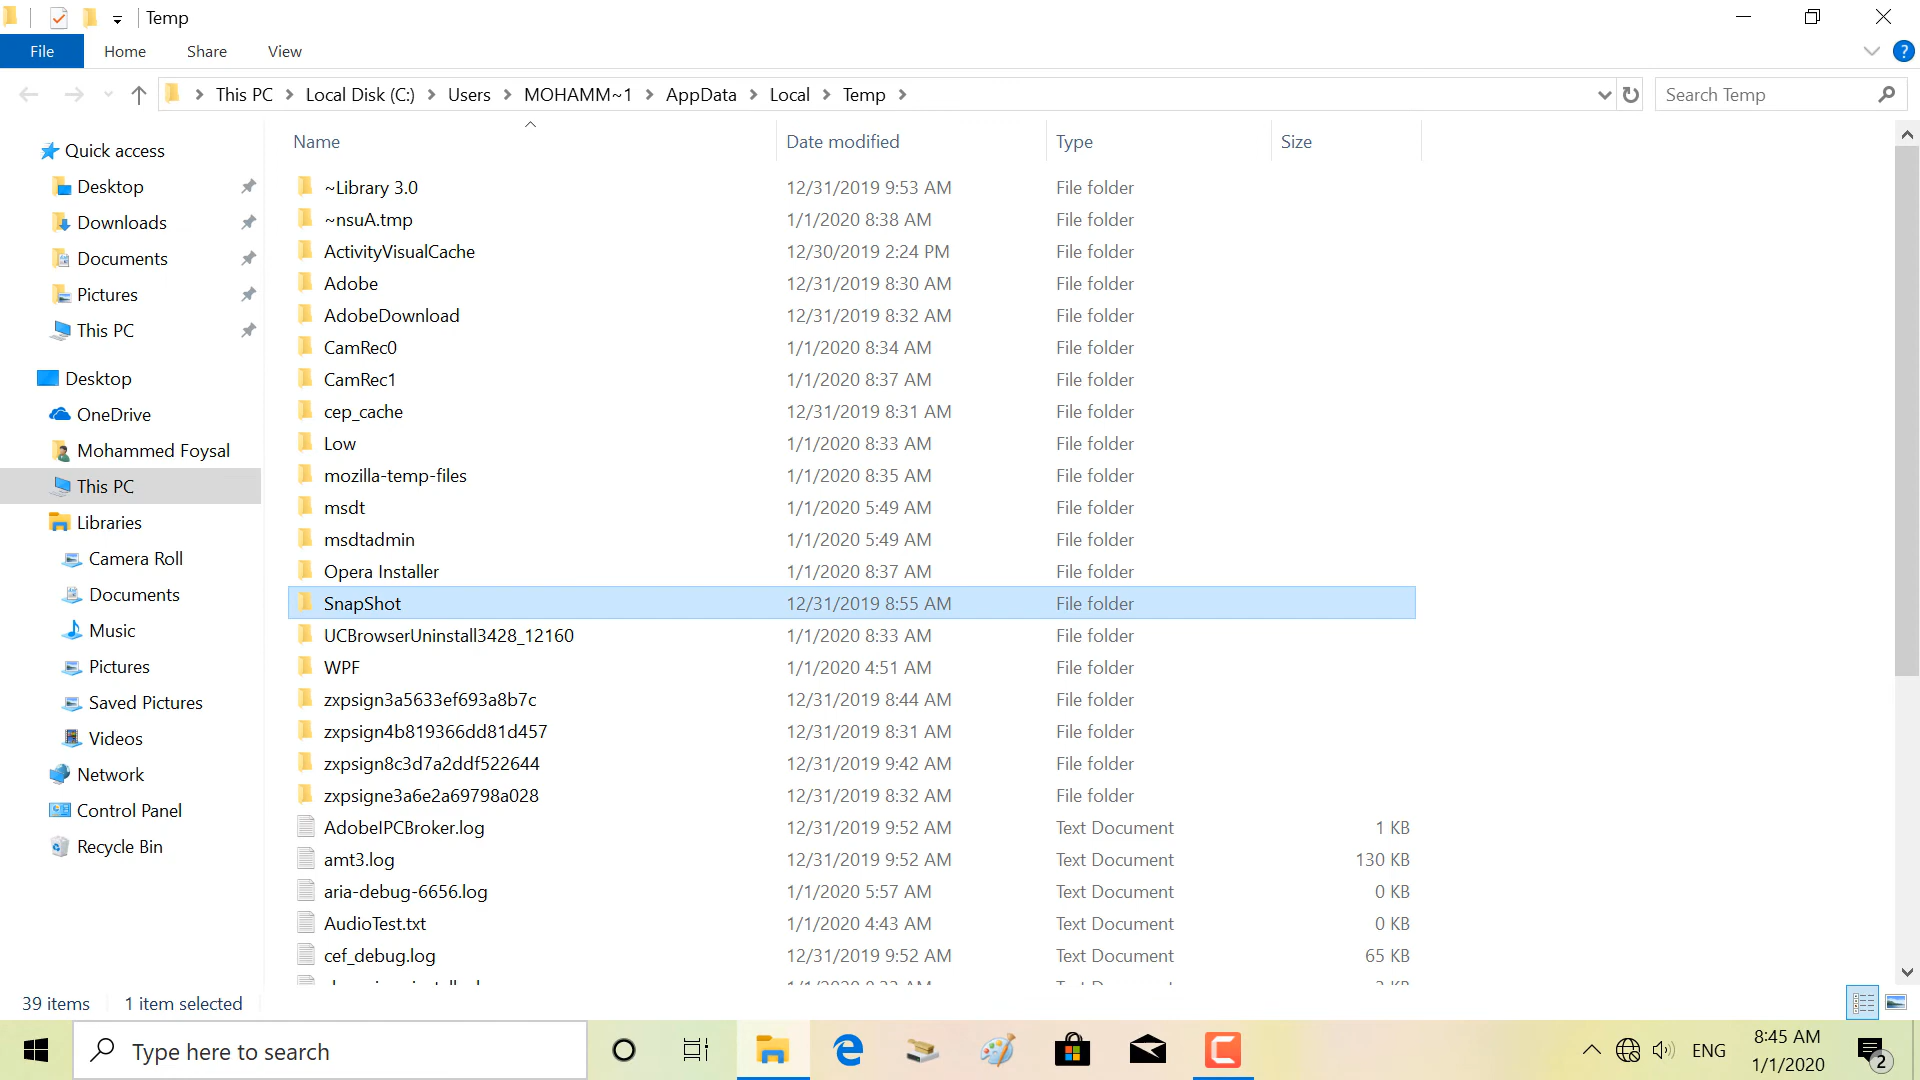 Temp
File Home Share View
This PC Local Disk (C:) Users MOHAMM~1 AppData Local Temp
Search Temp
Name Date modified Type Size
Quick access
Desktop
Downloads
Documents
Pictures
This PC
Desktop
OneDrive
Mohammed Foysal
This PC
Libraries
Camera Roll
Documents
Music
Pictures
Saved Pictures
Videos
Network
Control Panel
Recycle Bin
~Library 3.0 12/31/2019 9:53 AM File folder
~nsuA.tmp 1/1/2020 8:38 AM File folder
ActivityVisualCache 12/30/2019 2:24 PM File folder
Adobe 12/31/2019 8:30 AM File folder
AdobeDownload 12/31/2019 8:32 AM File folder
CamRec0 1/1/2020 8:34 AM File folder
CamRec1 1/1/2020 8:37 AM File folder
cep_cache 12/31/2019 8:31 AM File folder
Low 1/1/2020 8:33 AM File folder
mozilla-temp-files 1/1/2020 8:35 AM File folder
msdt 1/1/2020 5:49 AM File folder
msdtadmin 1/1/2020 5:49 AM File folder
Opera Installer 1/1/2020 8:37 AM File folder
SnapShot 12/31/2019 8:55 AM File folder
UCBrowserUninstall3428_12160 1/1/2020 8:33 AM File folder
WPF 1/1/2020 4:51 AM File folder
zxpsign3a5633ef693a8b7c 12/31/2019 8:44 AM File folder
zxpsign4b819366dd81d457 12/31/2019 8:31 AM File folder
zxpsign8c3d7a2ddf522644 12/31/2019 9:42 AM File folder
zxpsigne3a6e2a69798a028 12/31/2019 8:32 AM File folder
AdobeIPCBroker.log 12/31/2019 9:52 AM Text Document 1 KB
amt3.log 12/31/2019 9:52 AM Text Document 130 KB
aria-debug-6656.log 1/1/2020 5:57 AM Text Document 0 KB
AudioTest.txt 1/1/2020 4:43 AM Text Document 0 KB
cef_debug.log 12/31/2019 9:52 AM Text Document 65 KB
39 items 1 item selected
Type here to search
ENG
8:45 AM
1/1/2020
2